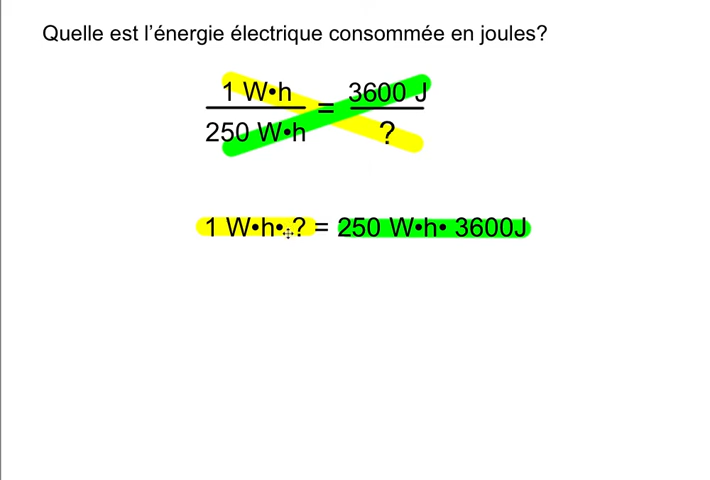 Quelle est l’énergie électrique consommée en joules?
1 W•h = 3600 J
250 W•h ?
1 W•h• ? = 250 W•h• 3600J